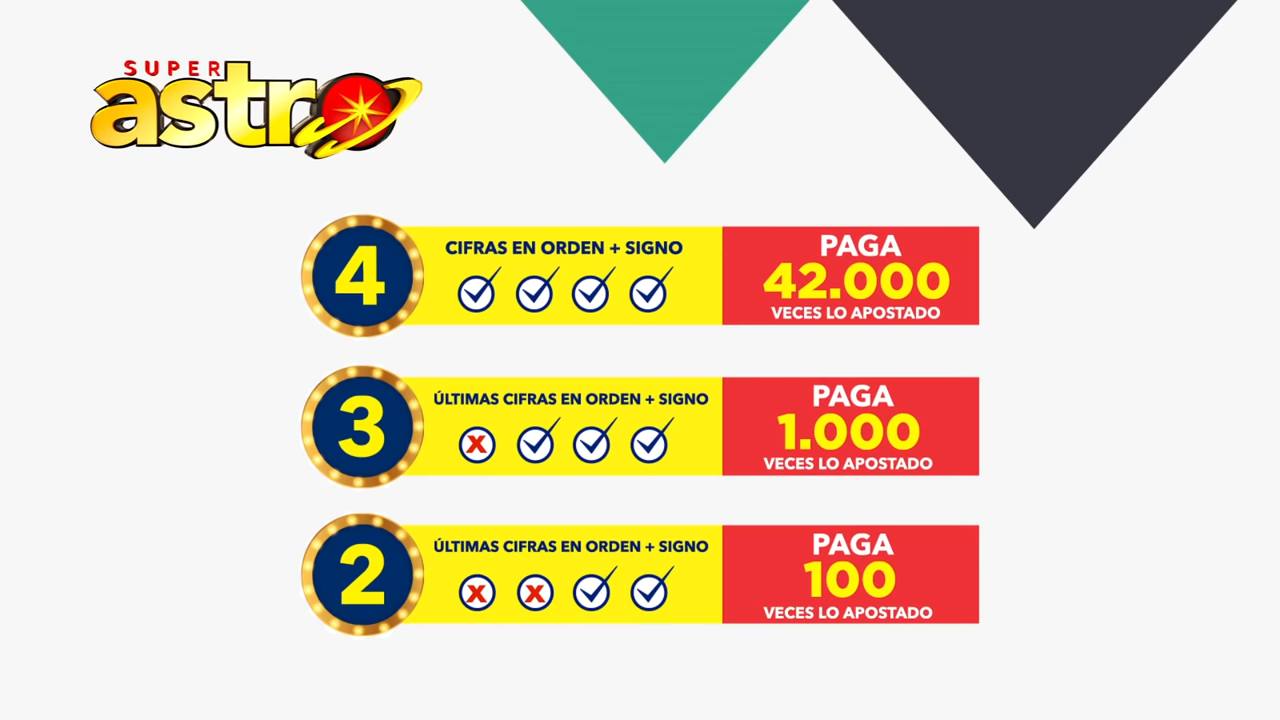 SUPER
astro
4
CIFRAS EN ORDEN + SIGNO
PAGA
42.000
VECES LO APOSTADO
3
ÚLTIMAS CIFRAS EN ORDEN + SIGNO
X
PAGA
1.000
VECES LO APOSTADO
2
ÚLTIMAS CIFRAS EN ORDEN + SIGNO
X X
PAGA
100
VECES LO APOSTADO